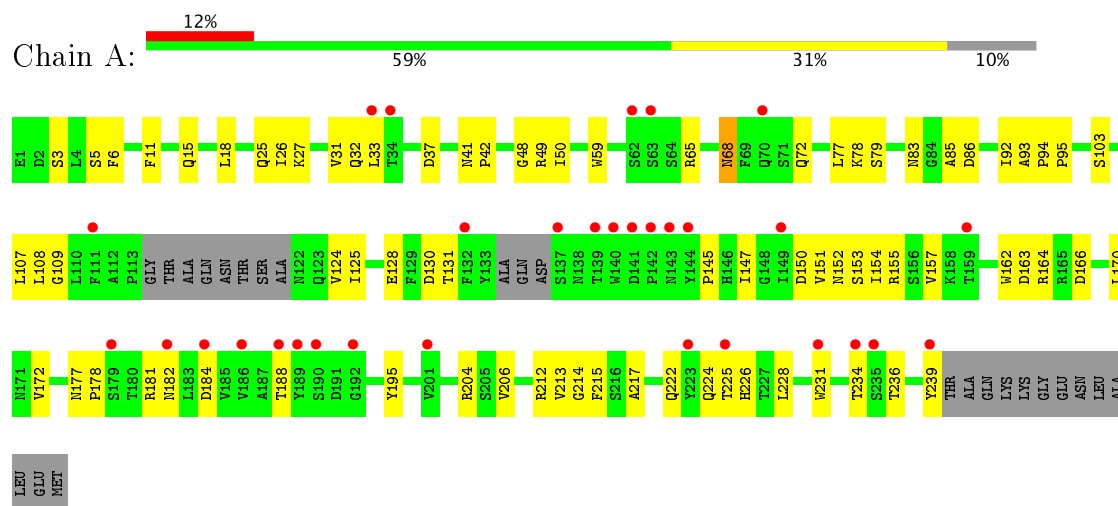 12%
Chain A:
59% 31% 10%
E1 D2 S3 L4 S5 F6 F11 Q15 L18 Q25 I26 K27 V31 Q32 L33 T34 D37 N41 P42 G48 R49 I50 W59 S62 S63 S64 R65 N68 F69 Q70 S71 Q72 L77 K78 S79 N83 G84 A85 D86 I92 A93 P94 P95 S103
L107 L108 G109 L110 F111 A112 P113 GLY THR ALA GLN ASN THR SER ALA N122 Q123 V124 I125 E128 F129 D130 T131 F132 Y133 ALA GLN ASP S137 N138 T139 W140 D141 P142 N143 Y144 P145 H146 I147 G148 I149 D150 V151 N152 S153 I154 R155 S156 V157 K158 T159 W162 D163 R164 R165 D166 L170
N171 V172 N177 P178 S179 T180 R181 N182 L183 D184 V185 V186 A187 T188 Y189 S190 D191 G192 Y195 V201 R204 S205 V206 R212 V213 G214 F215 S216 A217 Q222 Y223 Q224 T225 H226 T227 L228 W231 T234 S235 T236 Y239 THR ALA GLN LYS LYS GLY GLU ASN LEU ALA
LEU GLU MET